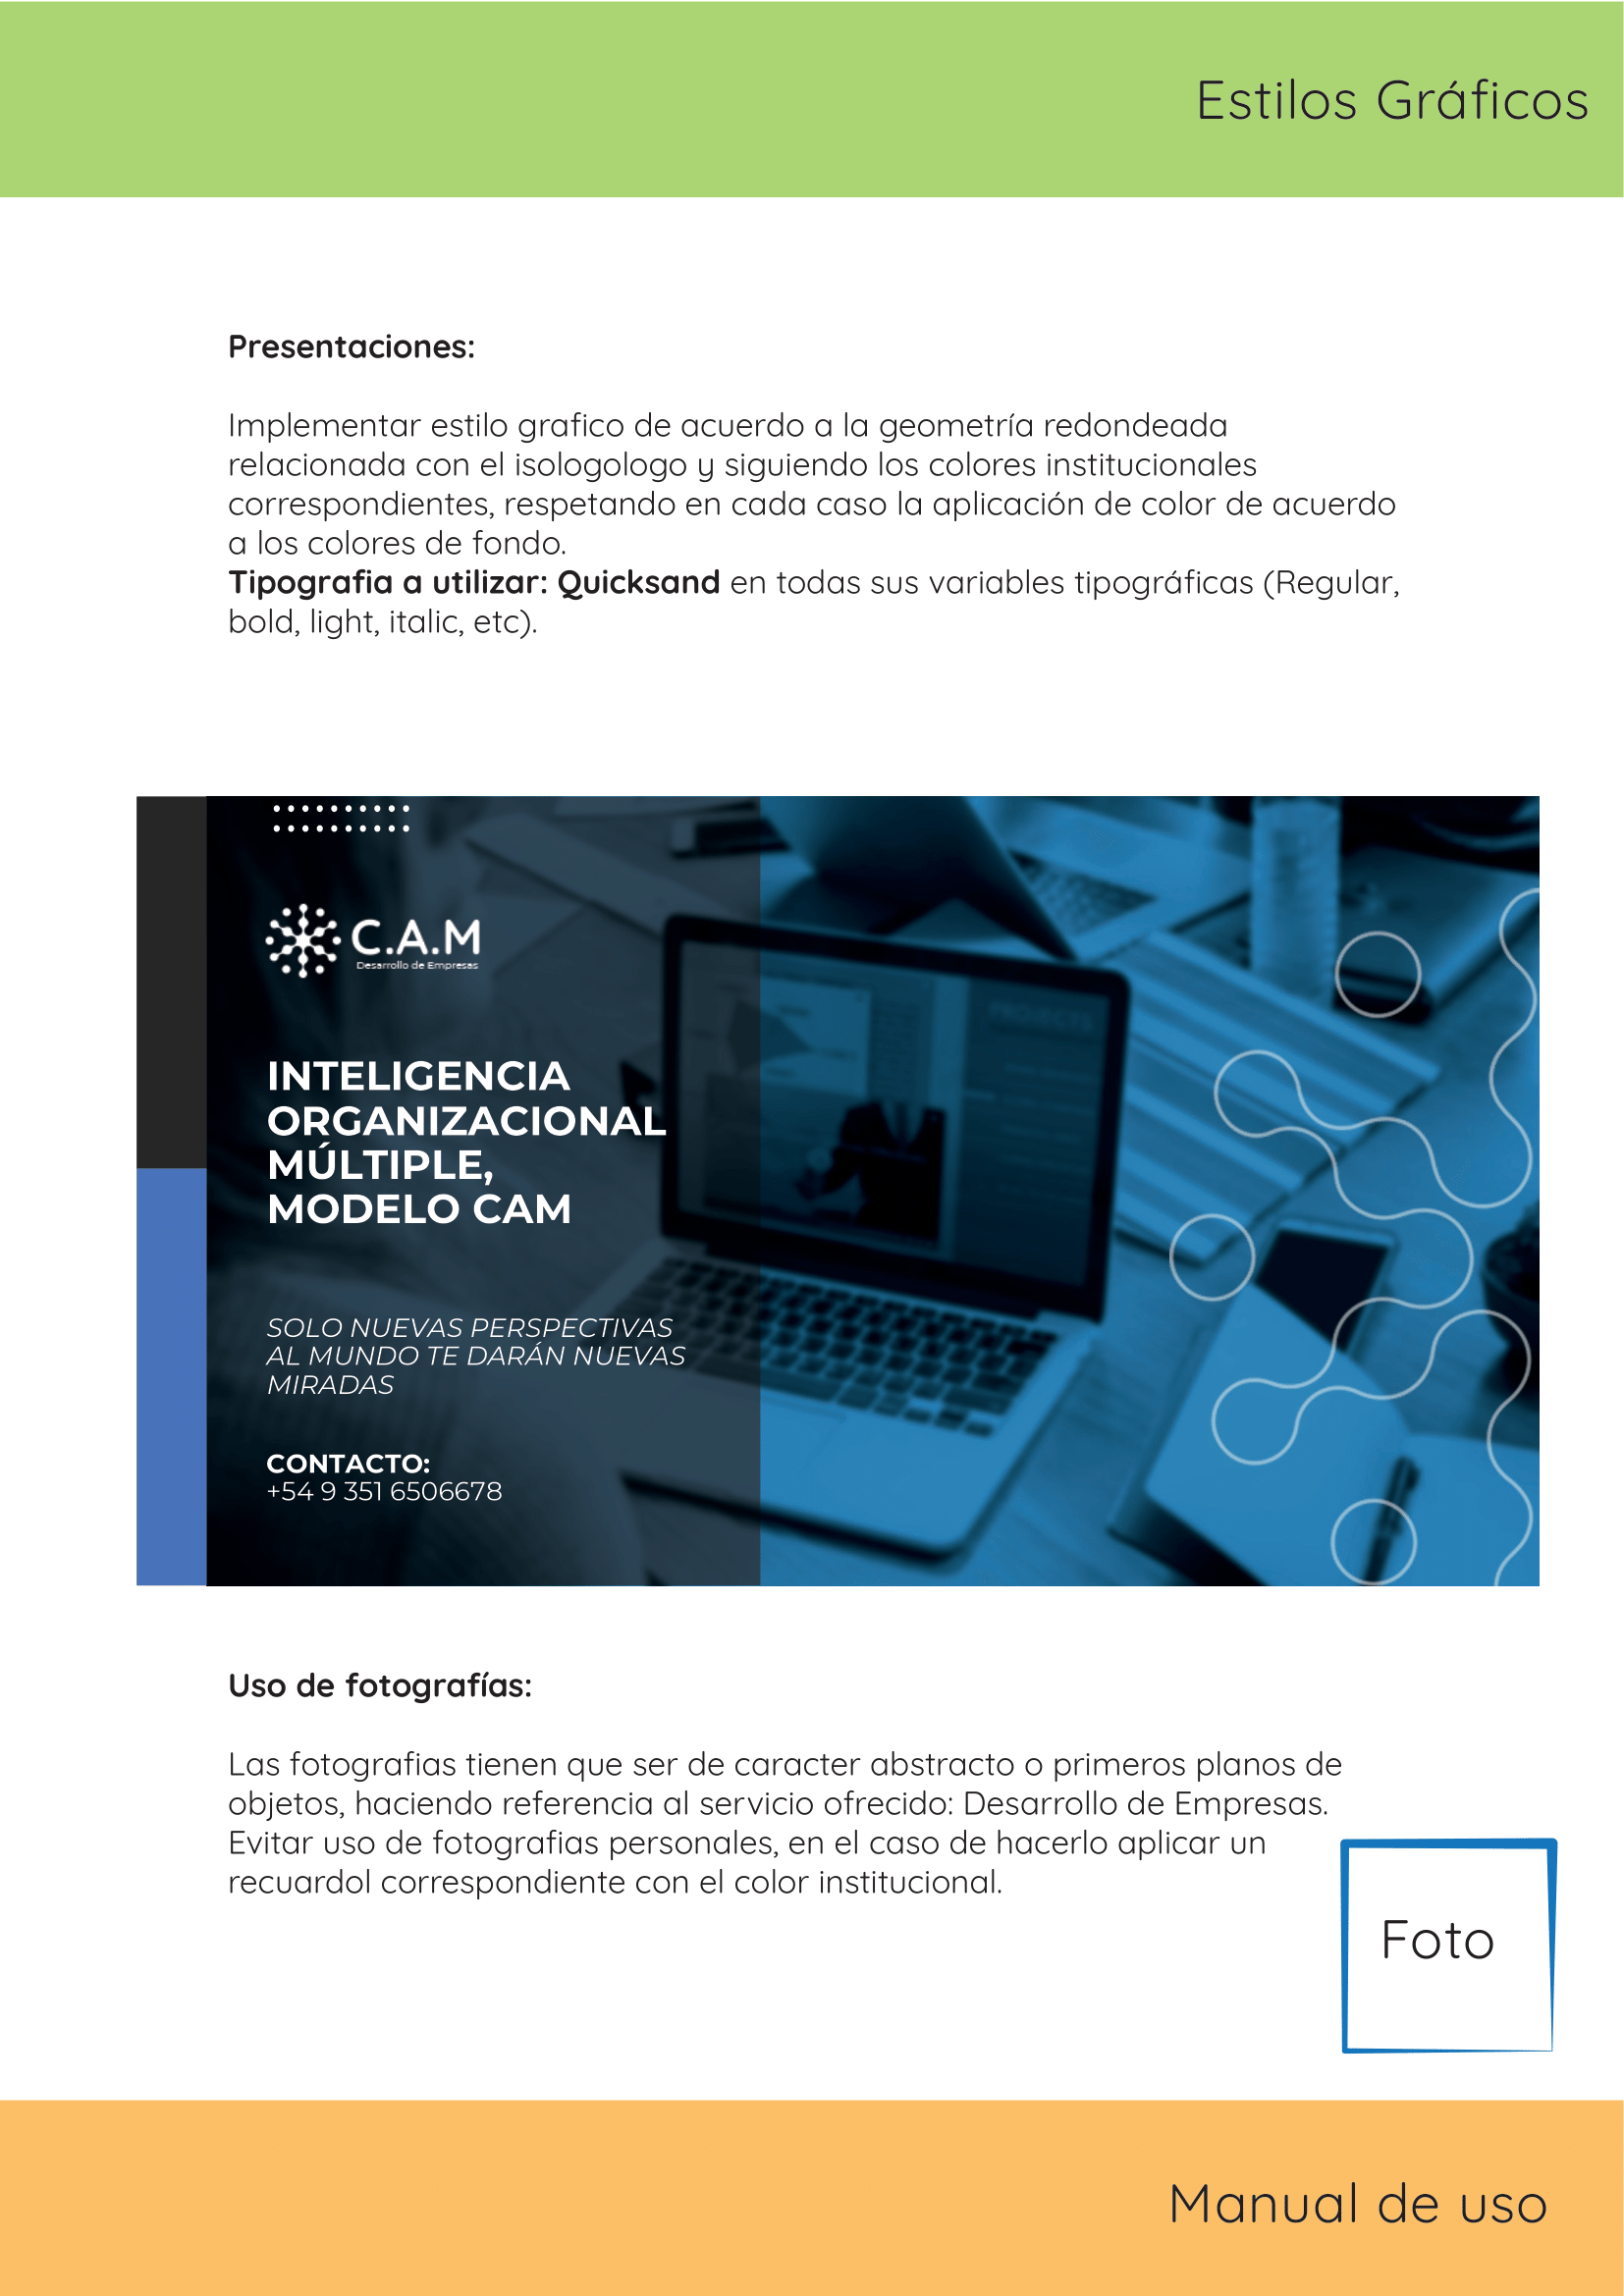 Estilos Gráficos
Presentaciones:
Implementar estilo grafico de acuerdo a la geometría redondeada
relacionada con el isologologo y siguiendo los colores institucionales
correspondientes, respetando en cada caso la aplicación de color de acuerdo
a los colores de fondo.
Tipografia a utilizar: Quicksand en todas sus variables tipográficas (Regular,
bold, light, italic, etc).
C.A.M
Desarrollo de Empresas
INTELIGENCIA
ORGANIZACIONAL
MÚLTIPLE,
MODELO CAM
SOLO NUEVAS PERSPECTIVAS
AL MUNDO TE DARÁN NUEVAS
MIRADAS
CONTACTO:
+54 9 351 6506678
PROJECTS
Uso de fotografías:
Las fotografias tienen que ser de caracter abstracto o primeros planos de
objetos, haciendo referencia al servicio ofrecido: Desarrollo de Empresas.
Evitar uso de fotografias personales, en el caso de hacerlo aplicar un
recuardol correspondiente con el color institucional.
Foto
Manual de uso